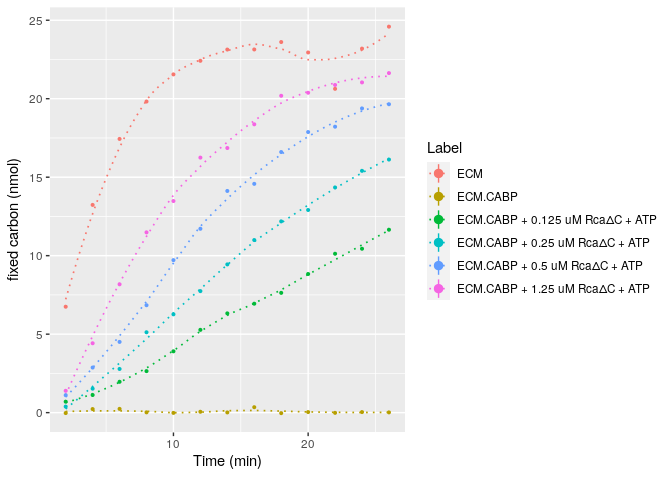 25
20
15
10
5
0
10
20
fixed carbon (nmol)
Time (min)
Label
ECM
ECM.CABP
ECM.CABP + 0.125 uM RcaΔC + ATP
ECM.CABP + 0.25 uM RcaΔC + ATP
ECM.CABP + 0.5 uM RcaΔC + ATP
ECM.CABP + 1.25 uM RcaΔC + ATP